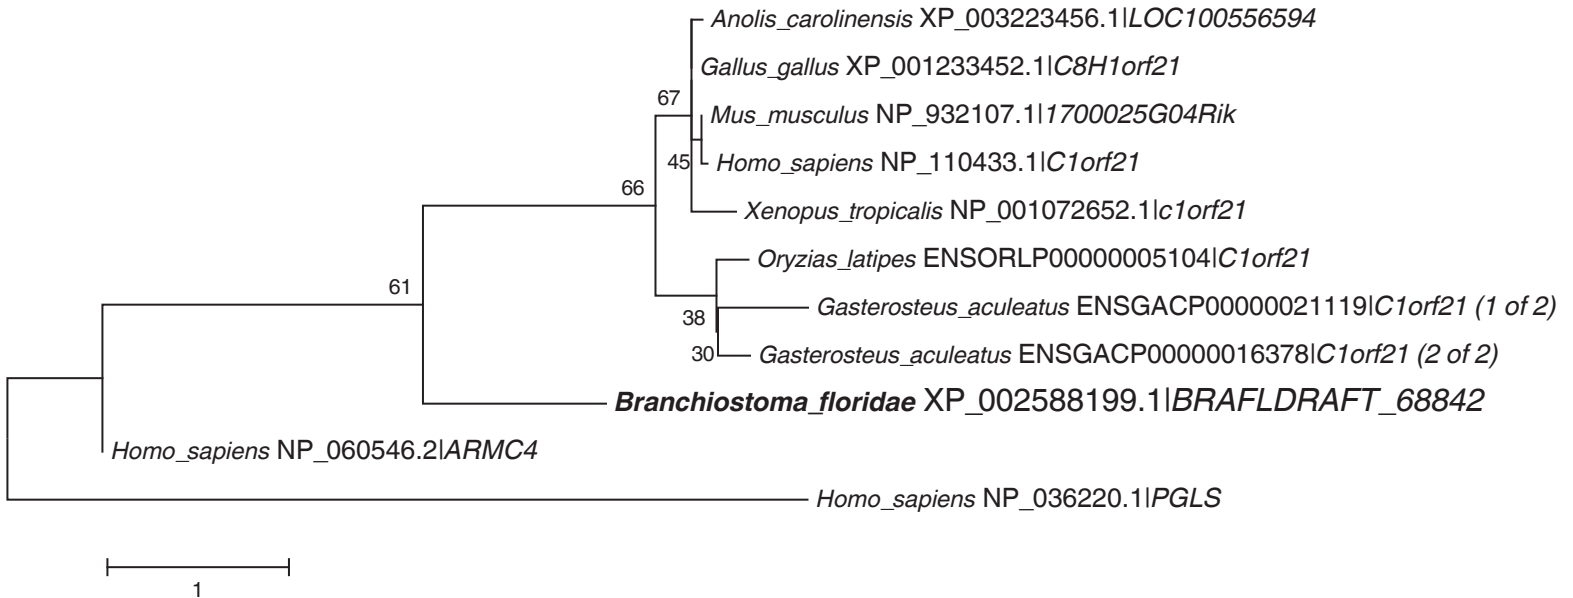 Anolis_carolinensis XP_003223456.1|LOC100556594
Gallus_gallus XP_001233452.1|C8H1orf21
67
Mus_musculus NP_932107.1|1700025G04Rik
45
Homo_sapiens NP_110433.1|C1orf21
66
Xenopus_tropicalis NP_001072652.1|c1orf21
Oryzias_latipes ENSORLP00000005104|C1orf21
61
Gasterosteus_aculeatus ENSGACP00000021119|C1orf21 (1 of 2)
38
30
Gasterosteus_aculeatus ENSGACP00000016378|C1orf21 (2 of 2)
Branchiostoma_floridae XP_002588199.1|BRAFLDRAFT_68842
Homo_sapiens NP_060546.2|ARMC4
Homo_sapiens NP_036220.1|PGLS
1